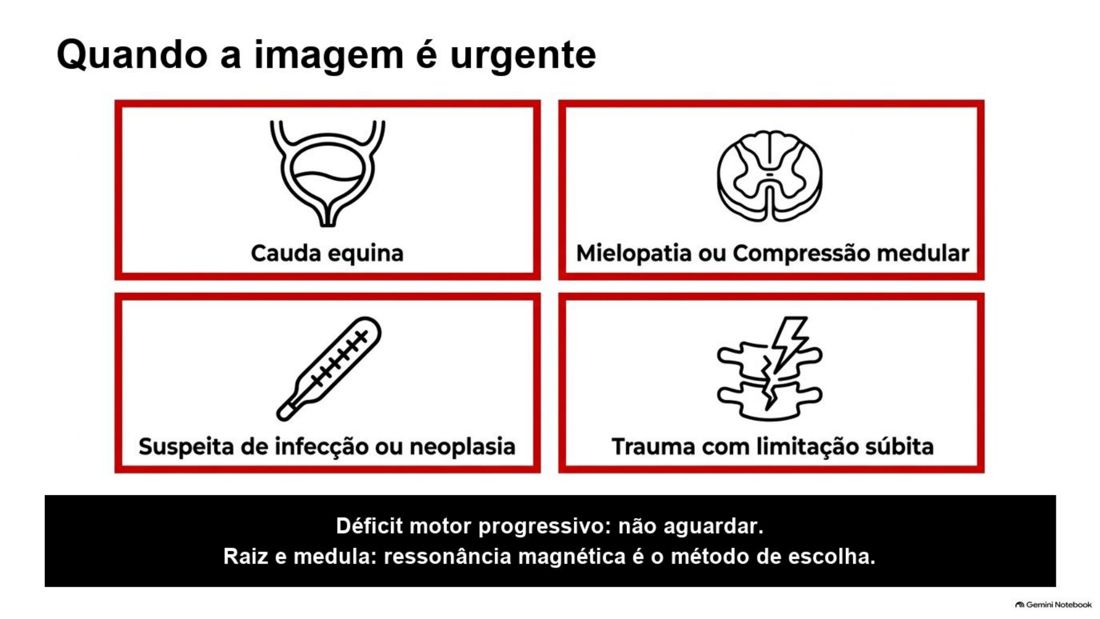 Quando a imagem é urgente
Cauda equina
Mielopatia ou Compressão medular
Suspeita de infecção ou neoplasia
Trauma com limitação súbita
Déficit motor progressivo: não aguardar.
Raiz e medula: ressonância magnética é o método de escolha.
Gemini Notebook